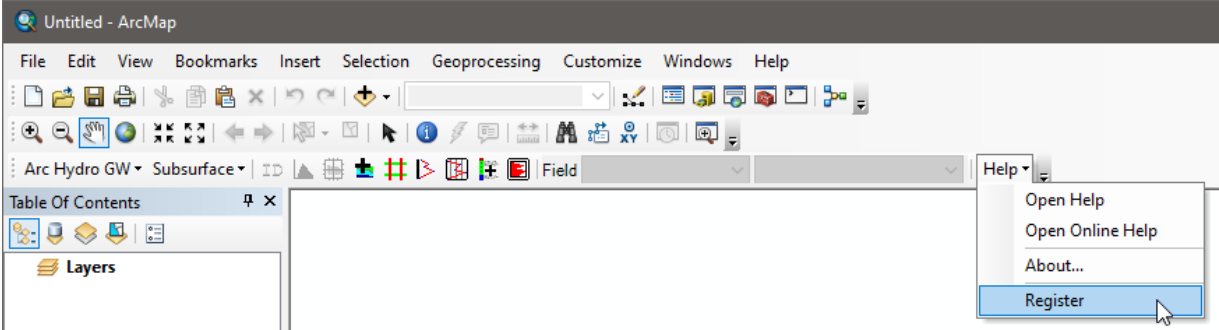 Untitled - ArcMap
File Edit View Bookmarks Insert Selection Geoprocessing Customize Windows Help
XY
Arc Hydro GW Subsurface ID Field Help
Table Of Contents
Open Help
Open Online Help
Layers
About...
Register